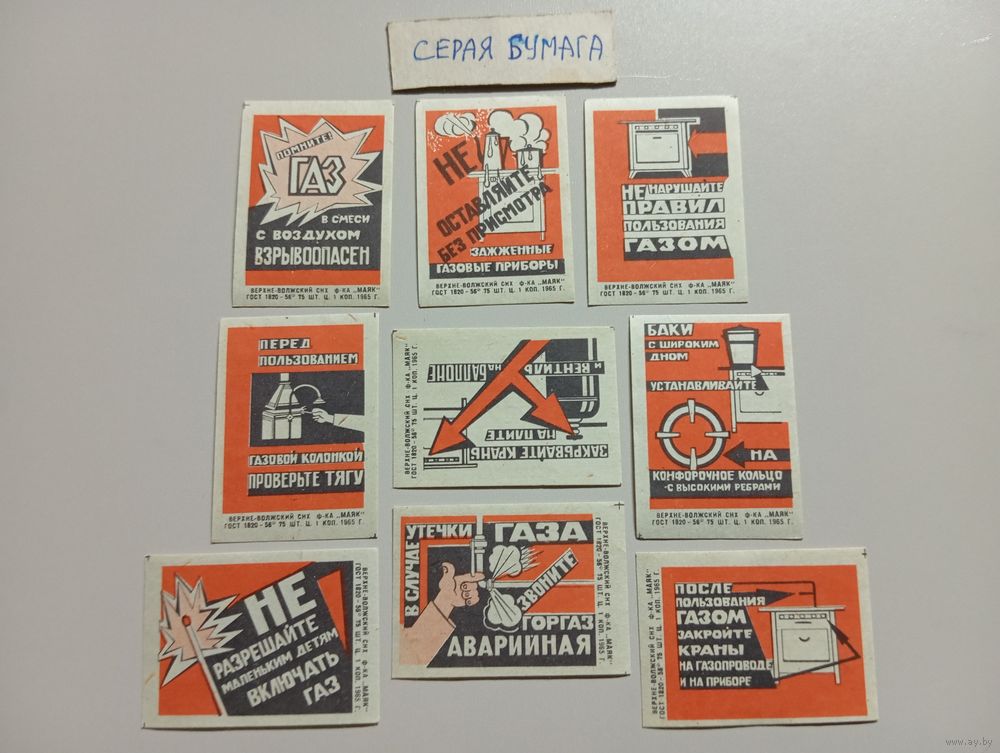 СЕРАЯ БУМАГА
ПОМНИТЕ!
ГАЗ
В СМЕСИ
С ВОЗДУХОМ
ВЗРЫВООПАСЕН
ВЕРХНЕ-ВОЛЖСКИЙ СНХ Ф-КА „МАЯК"
ГОСТ 1820-56 75 ШТ. Ц. 1 КОП. 1965 Г.
НЕ
ОСТАВЛЯЙТЕ
БЕЗ ПРИСМОТРА
ЗАЖЖЕННЫЕ
ГАЗОВЫЕ ПРИБОРЫ
ВЕРХНЕ-ВОЛЖСКИЙ СНХ Ф-КА „МАЯК"
ГОСТ 1820-56 75 ШТ. Ц. 1 КОП. 1965 Г.
НЕ НАРУШАЙТЕ
ПРАВИЛ
ПОЛЬЗОВАНИЯ
ГАЗОМ
ВЕРХНЕ-ВОЛЖСКИЙ СНХ Ф-КА „МАЯК"
ГОСТ 1820-56 75 ШТ. Ц. 1 КОП. 1965 Г.
ПЕРЕД
ПОЛЬЗОВАНИЕМ
ГАЗОВОЙ КОЛОНКОЙ
ПРОВЕРЬТЕ ТЯГУ
ВЕРХНЕ-ВОЛЖСКИЙ СНХ Ф-КА „МАЯК"
ГОСТ 1820-56 75 ШТ. Ц. 1 КОП. 1965 Г.
ЗАКРЫВАЙТЕ КРАНЫ
НА ПЛИТЕ
И ВЕНТИЛЬ
НА БАЛЛОНЕ
ВЕРХНЕ-ВОЛЖСКИЙ СНХ Ф-КА „МАЯК"
ГОСТ 1820-56 75 ШТ. Ц. 1 КОП. 1965 Г.
БАКИ
С ШИРОКИМ
ДНОМ
УСТАНАВЛИВАЙТЕ
НА
КОНФОРОЧНОЕ КОЛЬЦО
С ВЫСОКИМИ РЕБРАМИ
ВЕРХНЕ-ВОЛЖСКИЙ СНХ Ф-КА „МАЯК"
ГОСТ 1820-56 75 ШТ. Ц. 1 КОП. 1965 Г.
НЕ
РАЗРЕШАЙТЕ
МАЛЕНЬКИМ ДЕТЯМ
ВКЛЮЧАТЬ
ГАЗ
ВЕРХНЕ-ВОЛЖСКИЙ СНХ Ф-КА „МАЯК"
ГОСТ 1820-56 75 ШТ. Ц. 1 КОП. 1965 Г.
В СЛУЧАЕ
УТЕЧКИ ГАЗА
ЗВОНИТЕ
ГОРГАЗ
АВАРИЙНАЯ
ВЕРХНЕ-ВОЛЖСКИЙ СНХ Ф-КА „МАЯК"
ГОСТ 1820-56 75 ШТ. Ц. 1 КОП. 1965 Г.
ПОСЛЕ
ПОЛЬЗОВАНИЯ
ГАЗОМ
ЗАКРОЙТЕ
КРАНЫ
НА ГАЗОПРОВОДЕ
И НА ПРИБОРЕ
ВЕРХНЕ-ВОЛЖСКИЙ СНХ Ф-КА „МАЯК"
ГОСТ 1820-56 75 ШТ. Ц. 1 КОП. 1965 Г.
www.ay.by